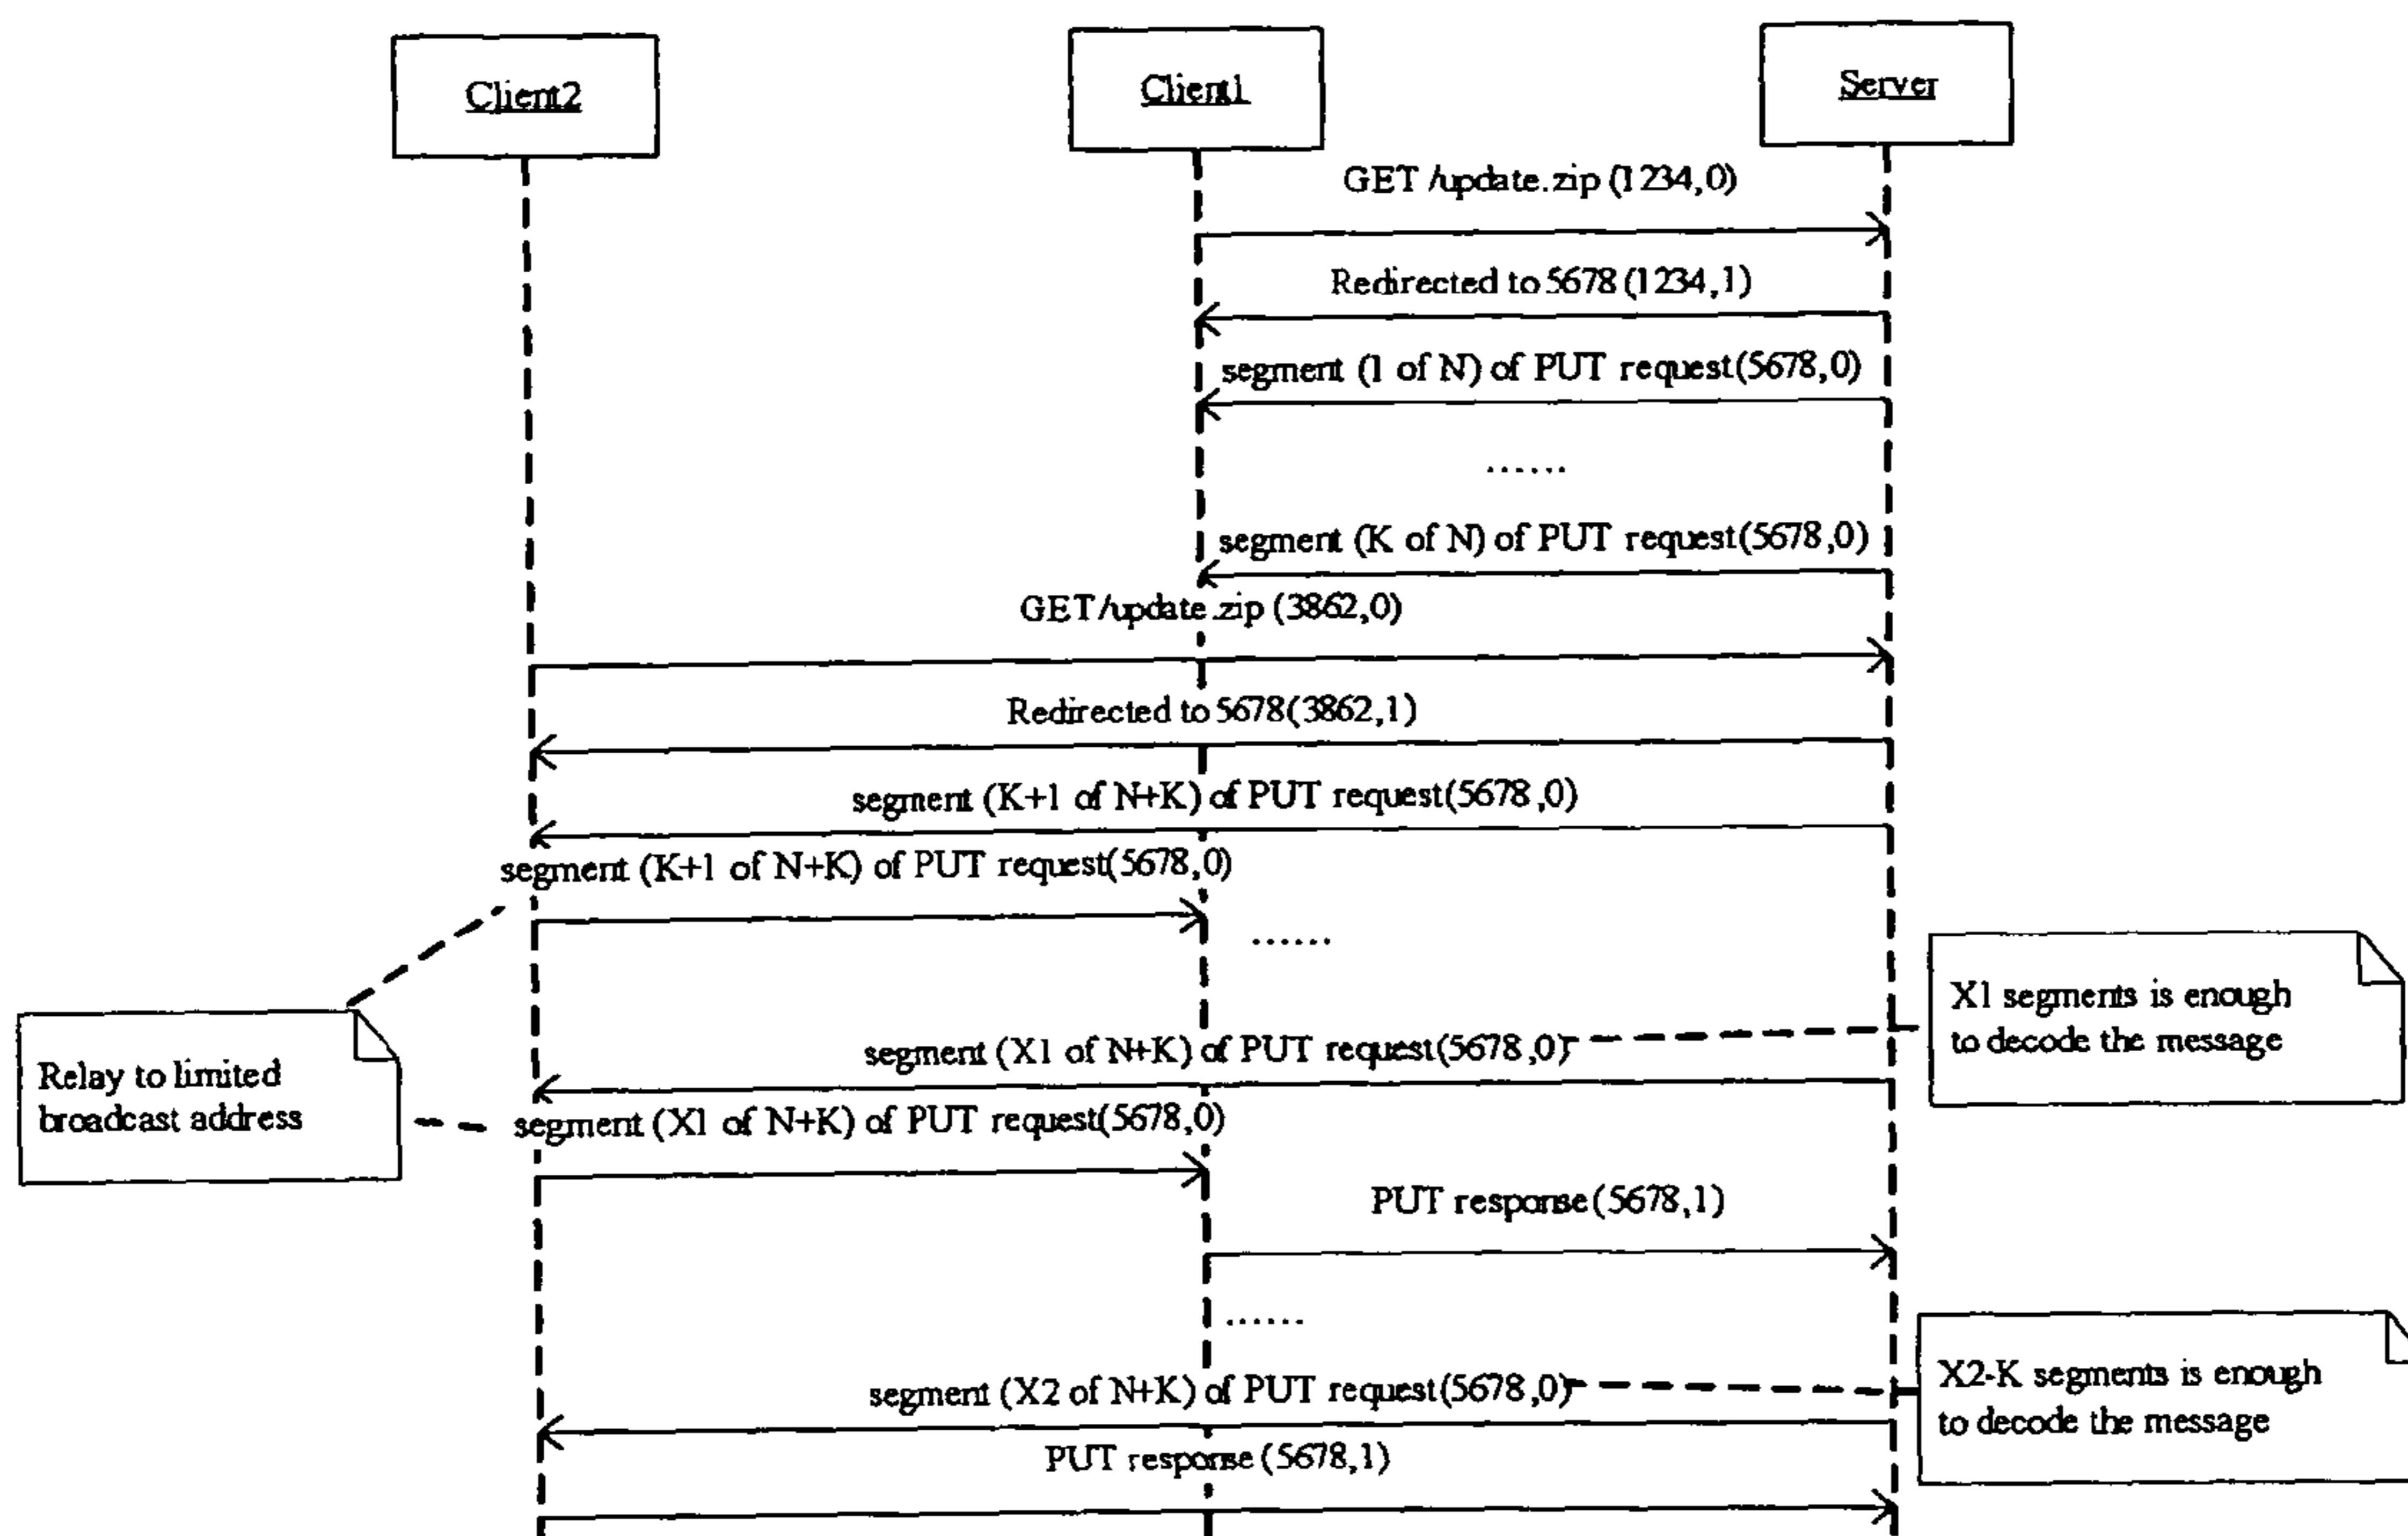 Client2
Client1
Server
GET /update.zip (1234,0)
Redirected to 5678 (1234,1)
segment (1 of N) of PUT request(5678,0)
......
segment (K of N) of PUT request(5678,0)
GET/update.zip (3862,0)
Redirected to 5678(3862,1)
segment (K+1 of N+K) of PUT request(5678,0)
segment (K+1 of N+K) of PUT request(5678,0)
......
X1 segments is enough
to decode the message
segment (X1 of N+K) of PUT request(5678,0)
Relay to limited
broadcast address
segment (X1 of N+K) of PUT request(5678,0)
PUT response(5678,1)
......
X2-K segments is enough
to decode the message
segment (X2 of N+K) of PUT request(5678,0)
PUT response(5678,1)